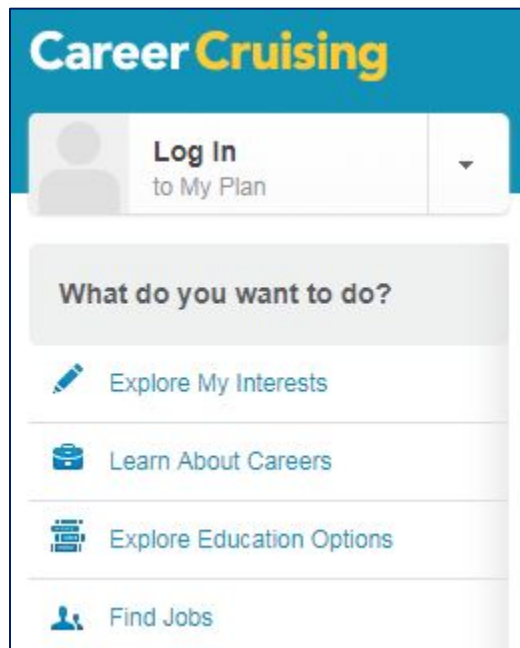 Career Cruising
Log In
to My Plan
What do you want to do?
Explore My Interests
Learn About Careers
Explore Education Options
Find Jobs